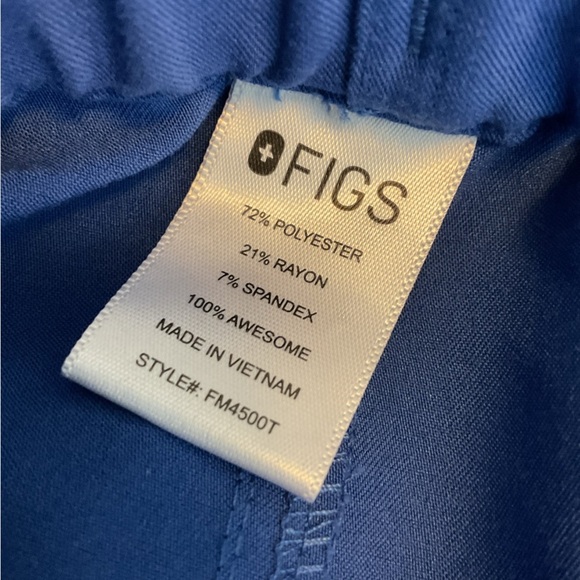 FIGS
72% POLYESTER
21% RAYON
7% SPANDEX
100% AWESOME
MADE IN VIETNAM
STYLE#: FM4500T